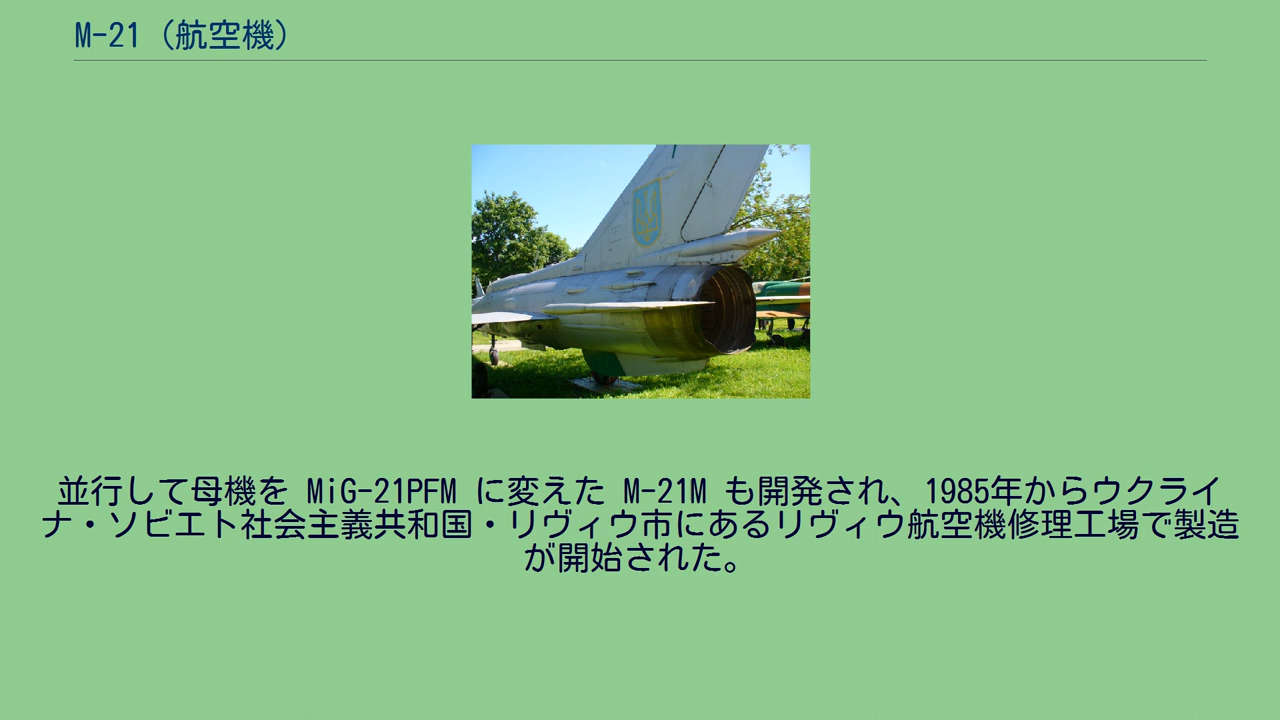 M-21 (航空機)
並行して母機を MiG-21PFM に変えた M-21M も開発され、1985年からウクライ
ナ・ソビエト社会主義共和国・リヴィウ市にあるリヴィウ航空機修理工場で製造
が開始された。